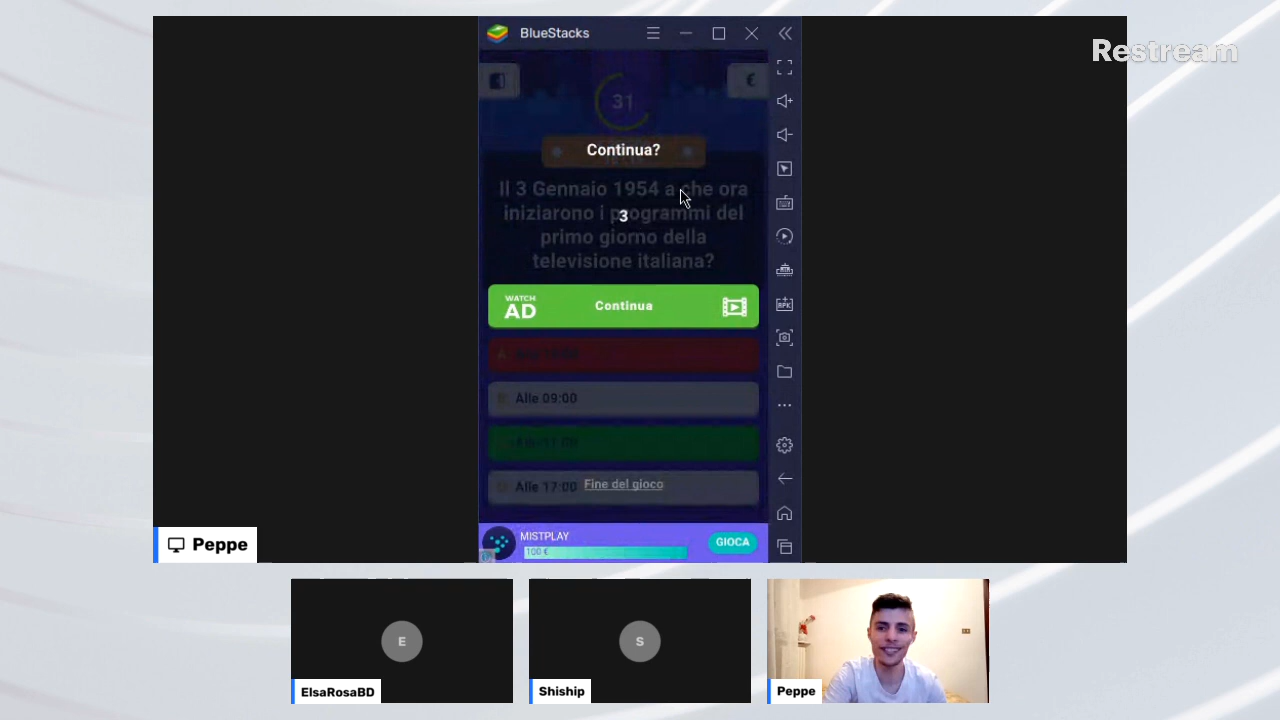 BlueStacks
Restream
31
€
Continua?
Il 3 Gennaio 1954 a che ora
iniziarono i programmi del
primo giorno della
televisione italiana?
3
WATCH
AD
Continua
Alle 09:00
Alle 17:00
Fine del gioco
MISTPLAY
100 €
GIOCA
Peppe
E
ElsaRosaBD
S
Shiship
Peppe